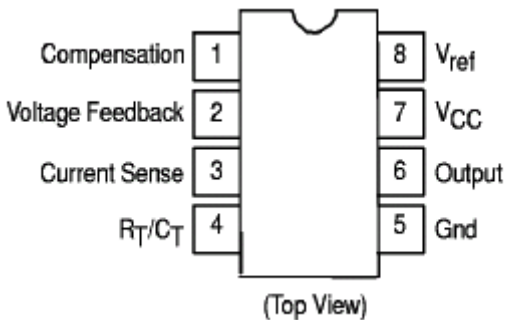 Compensation 1 8 Vref
Voltage Feedback 2 7 VCC
Current Sense 3 6 Output
RT/CT 4 5 Gnd
(Top View)